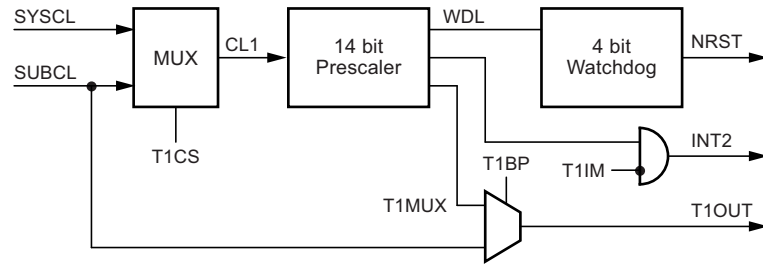 SYSCL
SUBCL
MUX
T1CS
CL1
14 bit
Prescaler
WDL
4 bit
Watchdog
NRST
T1IM
INT2
T1BP
T1MUX
T1OUT